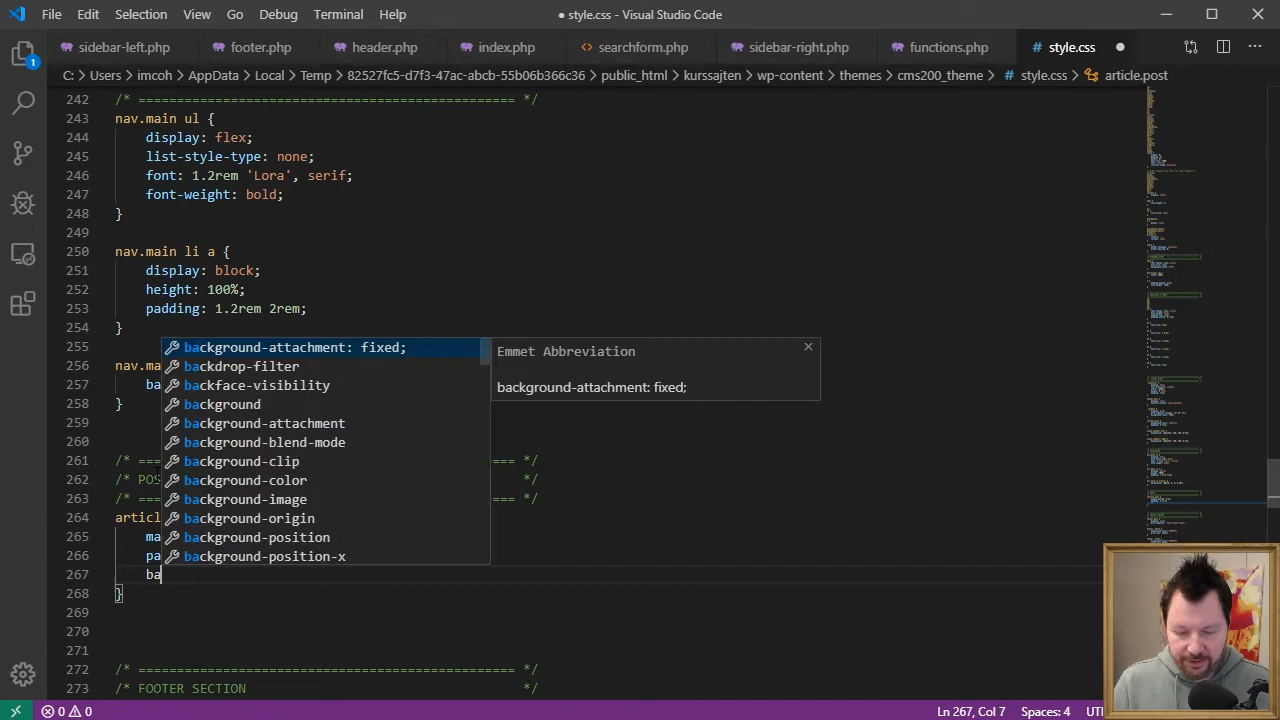 File Edit Selection View Go Debug Terminal Help
● style.css - Visual Studio Code
sidebar-left.php footer.php header.php index.php searchform.php sidebar-right.php functions.php style.css
C: > Users > imcoh > AppData > Local > Temp > 82527fc5-d7f3-47ac-abcb-55b06b366c36 > public_html > kurssajten > wp-content > themes > cms200_theme > # style.css > article.post
1
242 /* ================================================= */
243 nav.main ul {
244 display: flex;
245 list-style-type: none;
246 font: 1.2rem 'Lora', serif;
247 font-weight: bold;
248 }
249
250 nav.main li a {
251 display: block;
252 height: 100%;
253 padding: 1.2rem 2rem;
254 }
255 background-attachment: fixed;
Emmet Abbreviation
background-attachment: fixed;
256 nav.ma backdrop-filter
257 ba backface-visibility
258 } background
259 background-attachment
260 background-blend-mode
261 /* == background-clip === */
262 /* POS background-color */
263 /* == background-image === */
264 articl background-origin
265 ma background-position
266 pa background-position-x
267 ba
268 }
269
270
271
272 /* ================================================= */
273 /* FOOTER SECTION */
0 0 Ln 267, Col 7 Spaces: 4